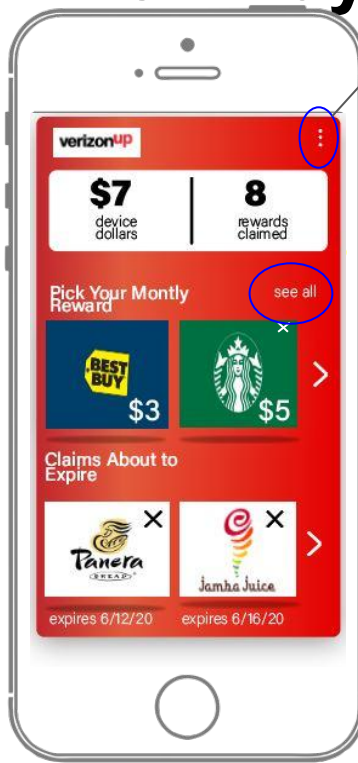 y
verizonup
$7
8
device
dollars
rewards
claimed
Pick Your Montly
Reward
see all
BEST
BUY
$3
$5
Claims About to
Expire
Panera
BREAD
Jamba Juice
expires 6/12/20
expires 6/16/20